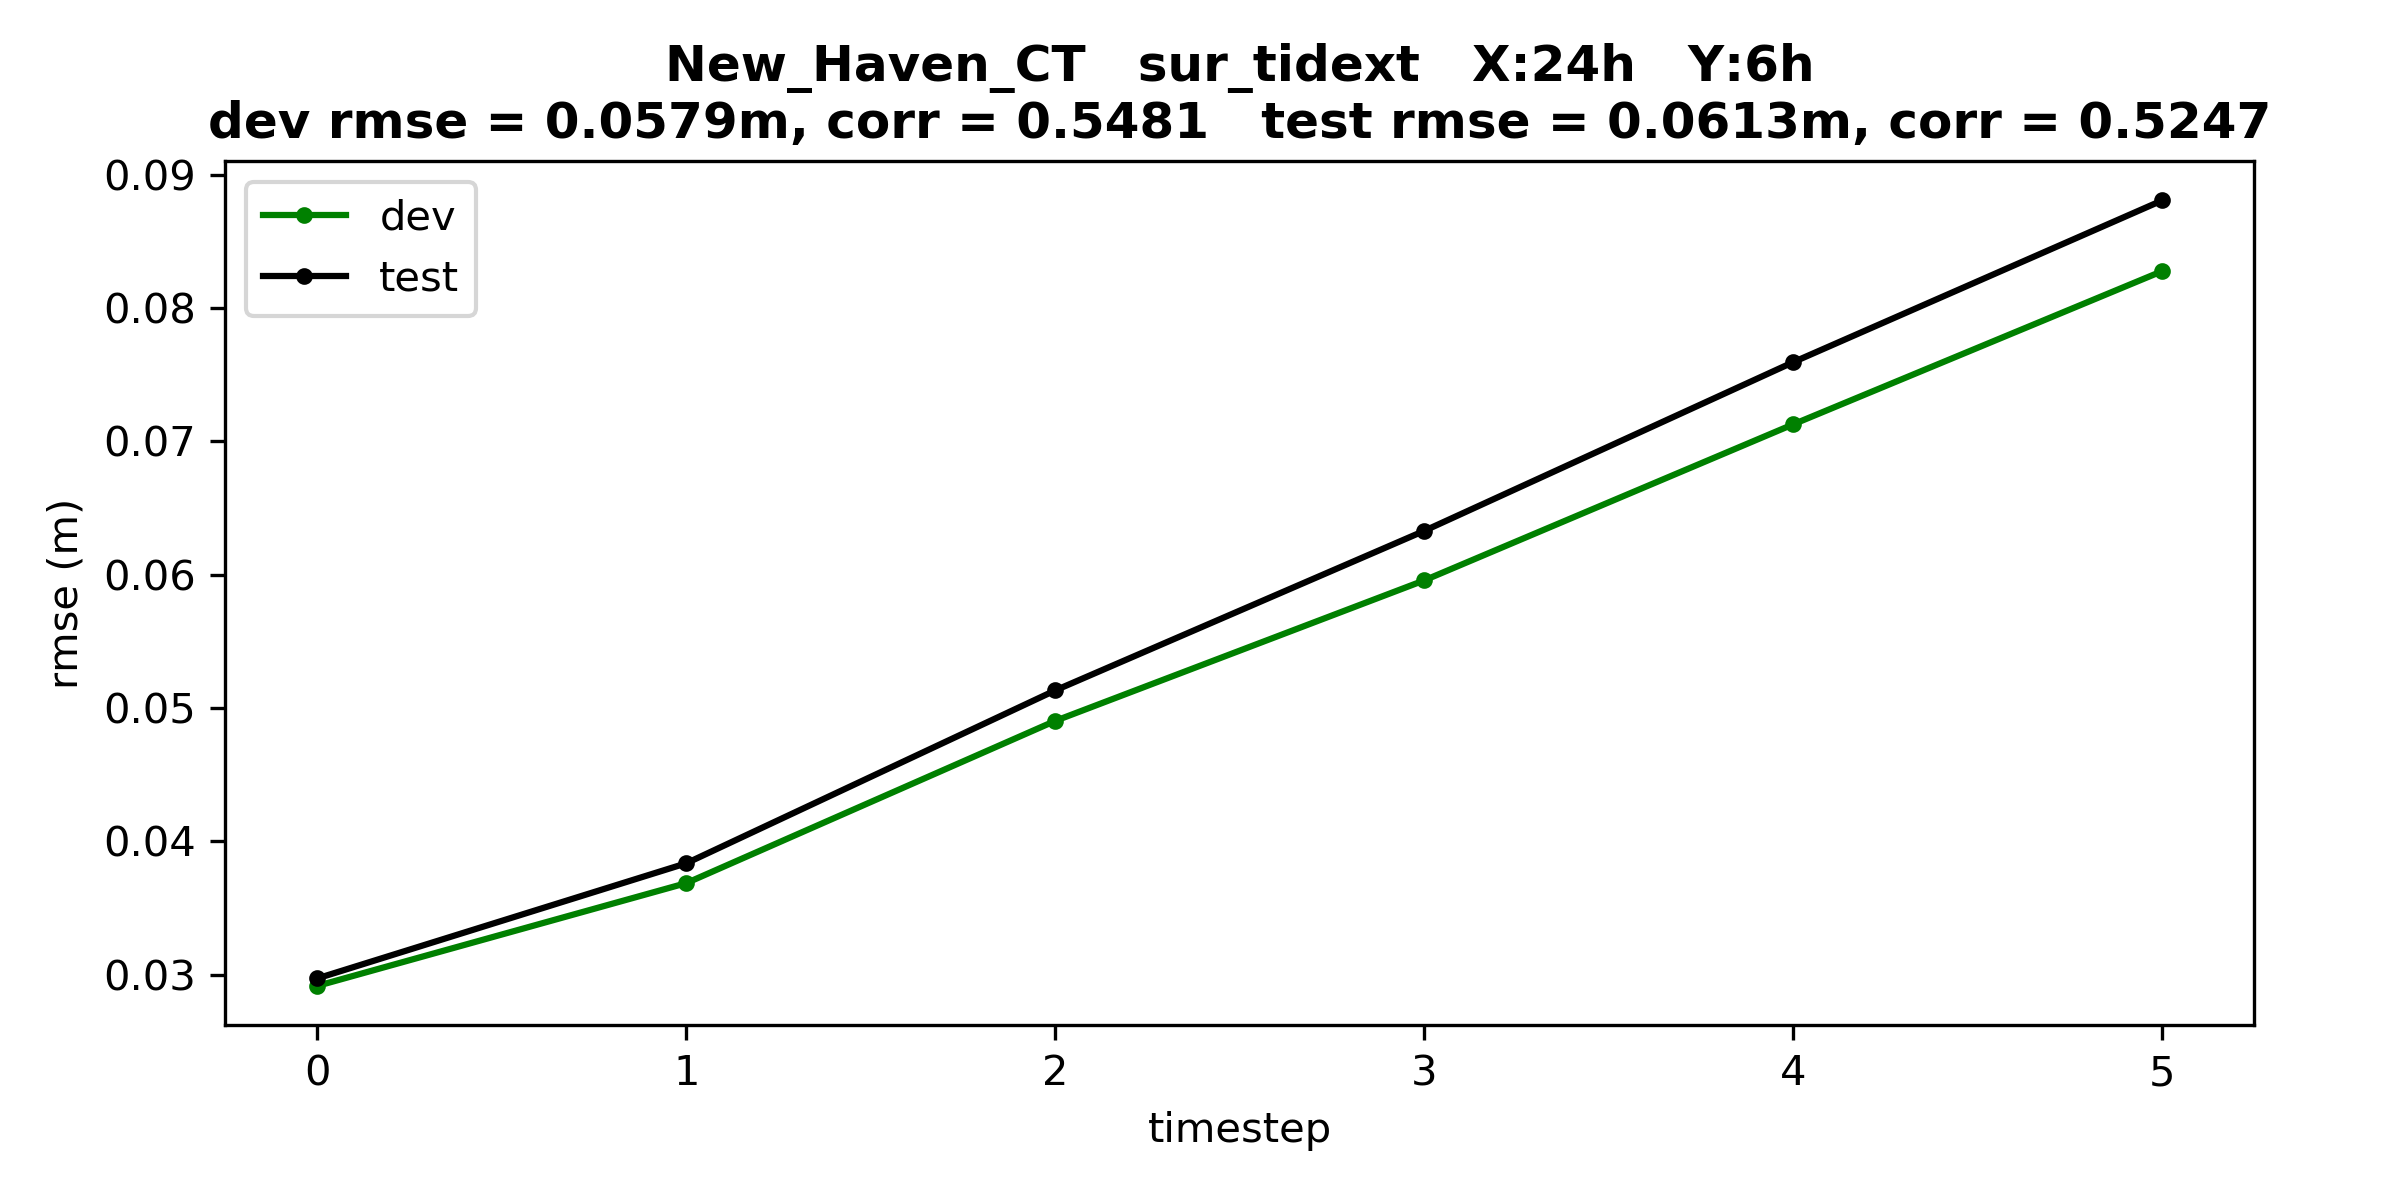 New_Haven_CT   sur_tidext   X:24h   Y:6h
dev rmse = 0.0579m, corr = 0.5481   test rmse = 0.0613m, corr = 0.5247
dev
test
0.09
0.08
0.07
0.06
0.05
0.04
0.03
rmse (m)
0 1 2 3 4 5
timestep